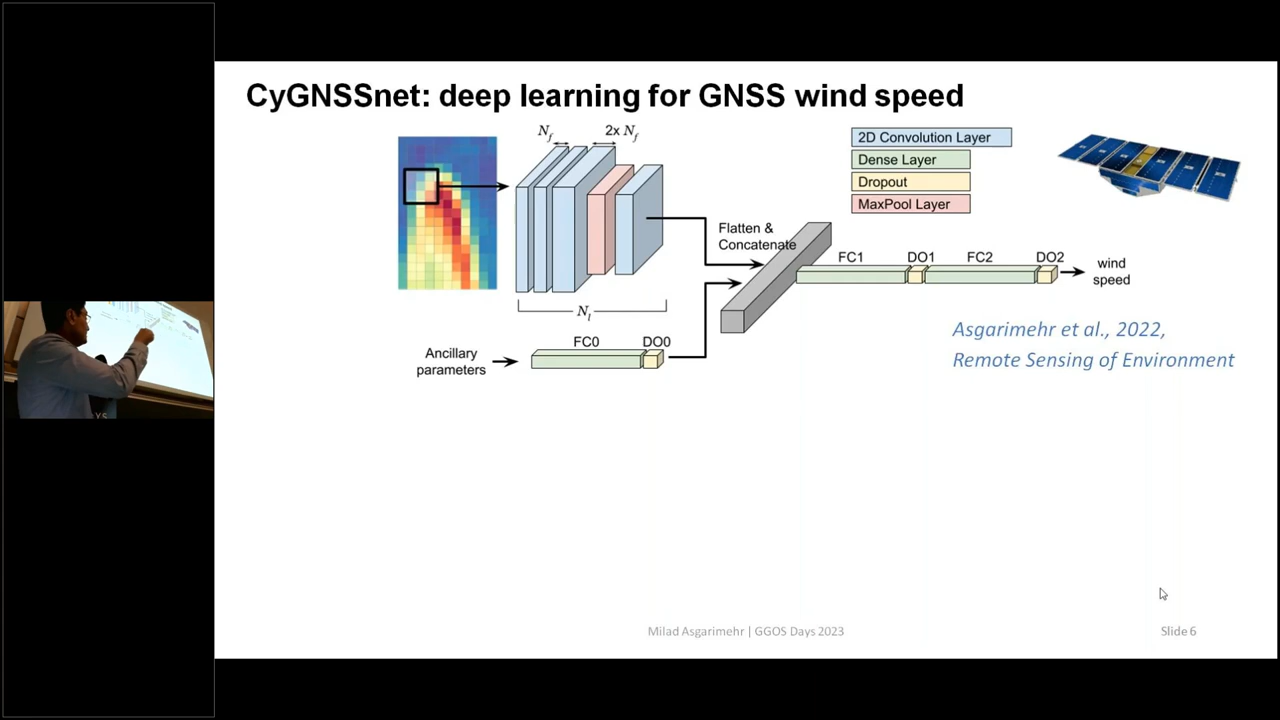 CyGNSSnet: deep learning for GNSS wind speed
N_f
2x N_f
2D Convolution Layer
Dense Layer
Dropout
MaxPool Layer
Flatten &
Concatenate
FC1
DO1
FC2
DO2
wind
speed
N_l
FC0
DO0
Ancillary
parameters
Asgarimehr et al., 2022,
Remote Sensing of Environment
Milad Asgarimehr | GGOS Days 2023
Slide 6